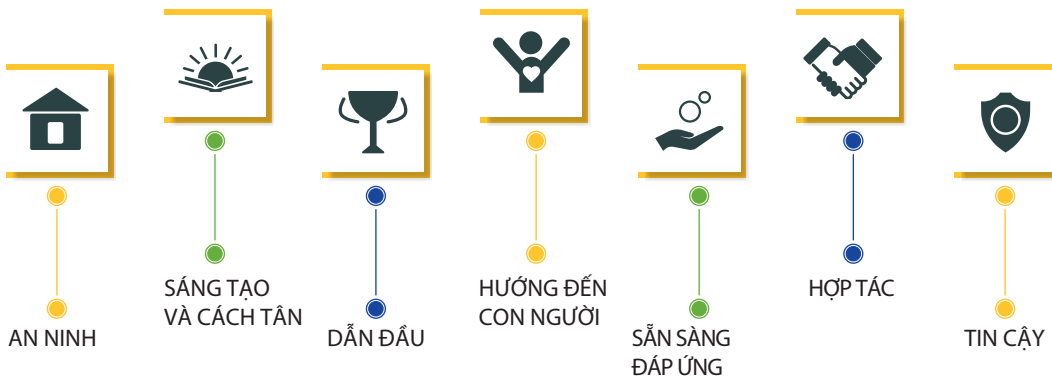 AN NINH
SÁNG TẠO
VÀ CÁCH TÂN
DẪN ĐẦU
HƯỚNG ĐẾN
CON NGƯỜI
SẴN SÀNG
ĐÁP ỨNG
HỢP TÁC
TIN CẬY